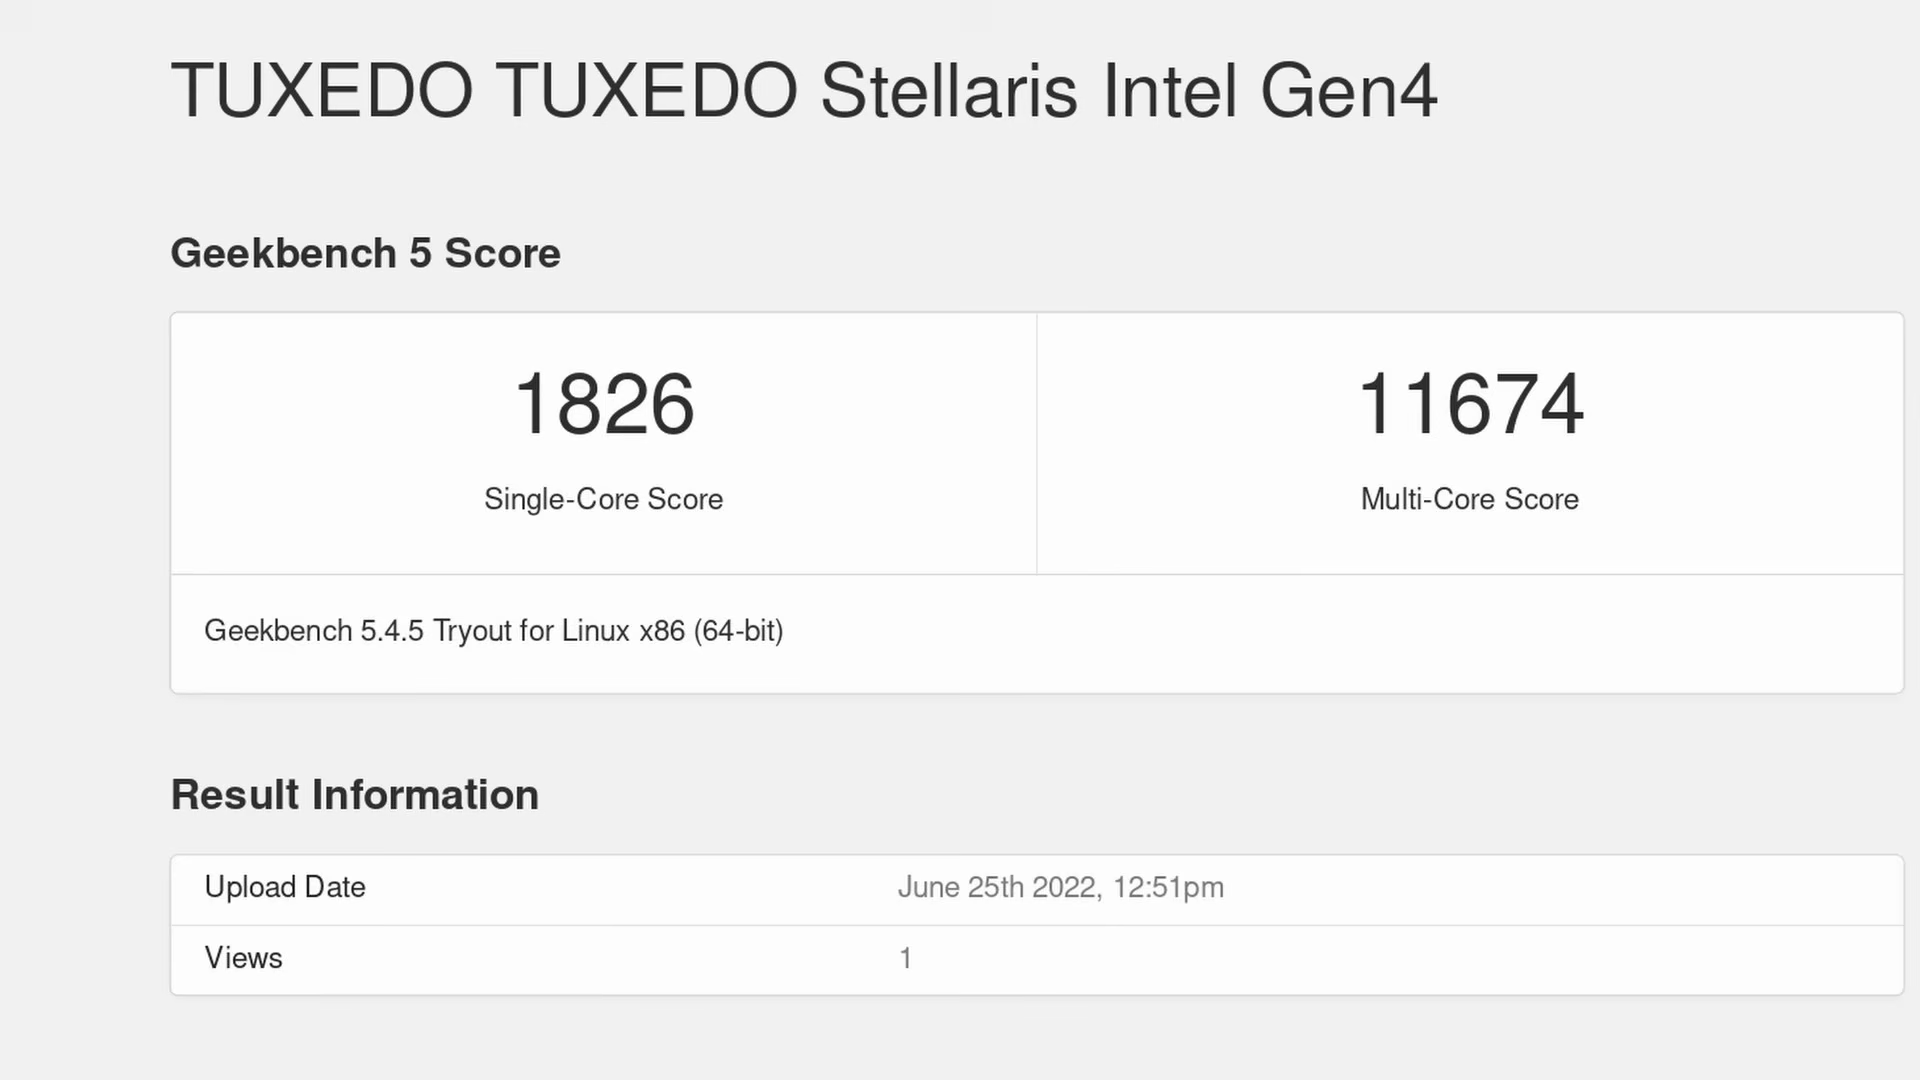 TUXEDO TUXEDO Stellaris Intel Gen4
Geekbench 5 Score
1826
Single-Core Score
11674
Multi-Core Score
Geekbench 5.4.5 Tryout for Linux x86 (64-bit)
Result Information
Upload Date June 25th 2022, 12:51pm
Views 1